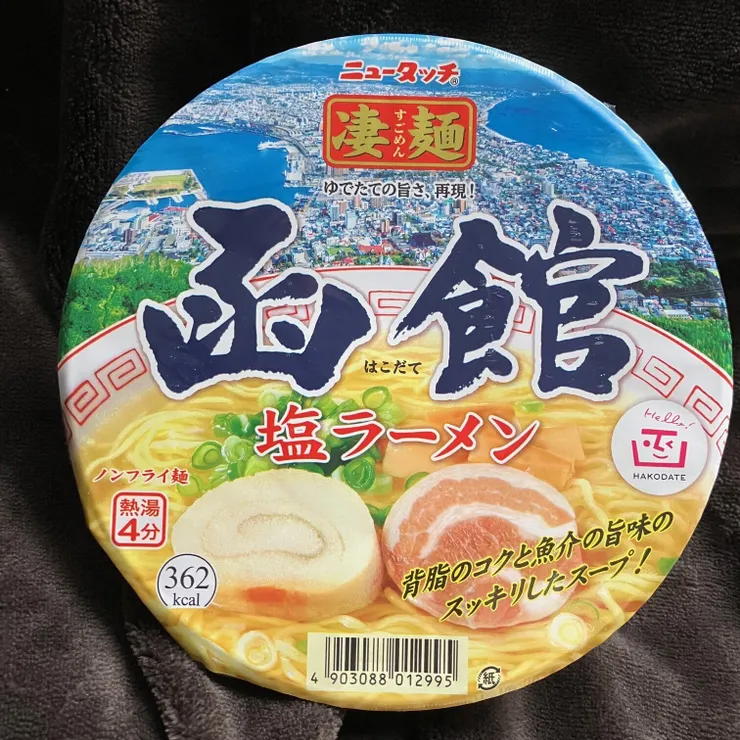 ニュータッチ®
凄麺
すごめん
ゆでたての旨さ、再現!
函館
はこだて
塩ラーメン
Hello!
HAKODATE
ノンフライ麺
熱湯
4分
362
kcal
背脂のコクと魚介の旨味の
スッキリしたスープ!
4 903088 012995
紙